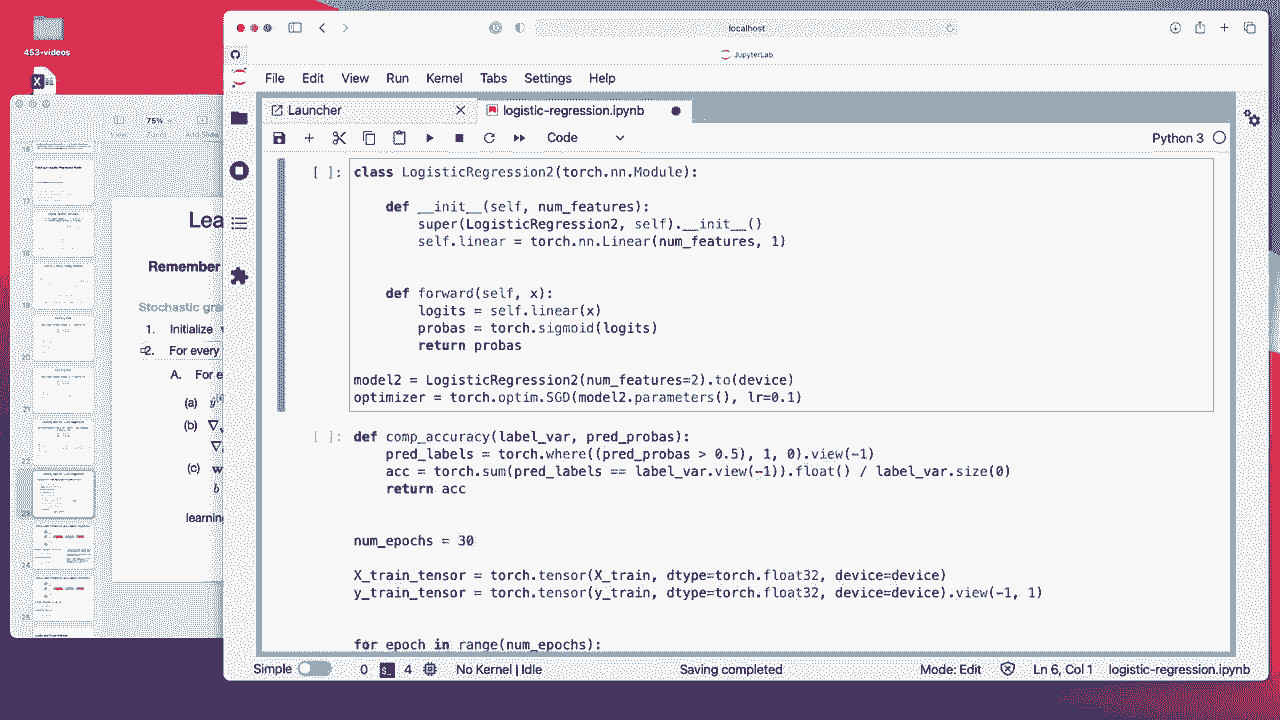 453-videos
localhost
JupyterLab
File Edit View Run Kernel Tabs Settings Help
Launcher
logistic-regression.ipynb
Code
Python 3
[ ]: class LogisticRegression2(torch.nn.Module):
def __init__(self, num_features):
super(LogisticRegression2, self).__init__()
self.linear = torch.nn.Linear(num_features, 1)
def forward(self, x):
logits = self.linear(x)
probas = torch.sigmoid(logits)
return probas
model2 = LogisticRegression2(num_features=2).to(device)
optimizer = torch.optim.SGD(model2.parameters(), lr=0.1)
[ ]: def comp_accuracy(label_var, pred_probas):
pred_labels = torch.where((pred_probas > 0.5), 1, 0).view(-1)
acc = torch.sum(pred_labels == label_var.view(-1)).float() / label_var.size(0)
return acc
num_epochs = 30
X_train_tensor = torch.tensor(X_train, dtype=torch.float32, device=device)
y_train_tensor = torch.tensor(y_train, dtype=torch.float32, device=device).view(-1, 1)
for epoch in range(num_epochs):
Simple 0 4 No Kernel | Idle Saving completed Mode: Edit Ln 6, Col 1 logistic-regression.ipynb
75%
Lea
Remember
Stochastic gra
1. Initialize
2. For every
A. For e
(a)
(b)
(c) w
b
learnin